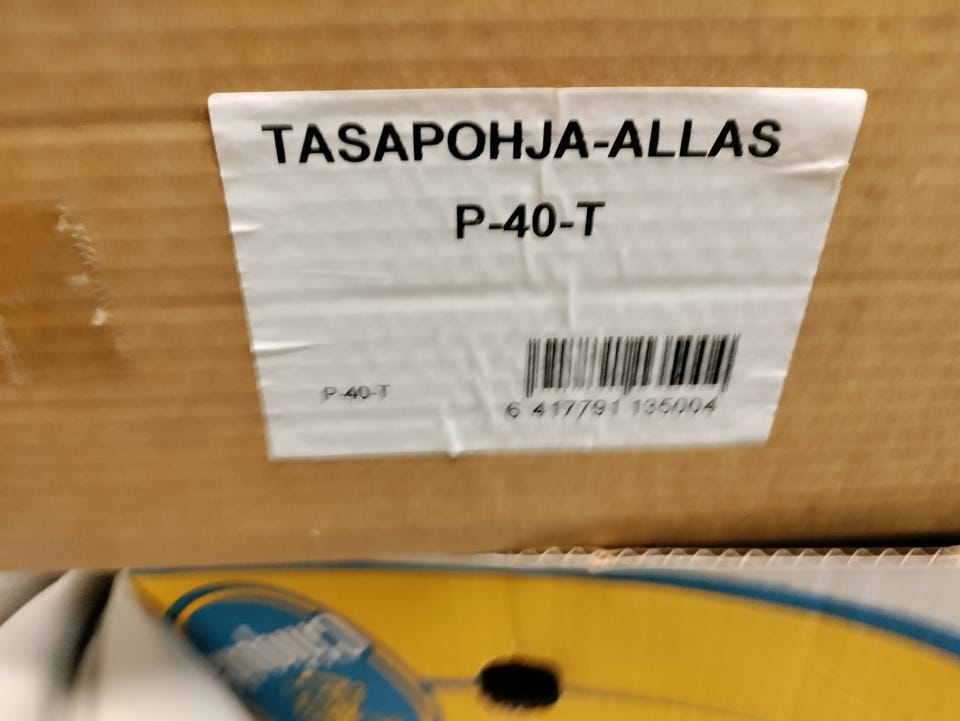 TASAPOHJA-ALLAS
P-40-T
P-40-T
6 417791 135004